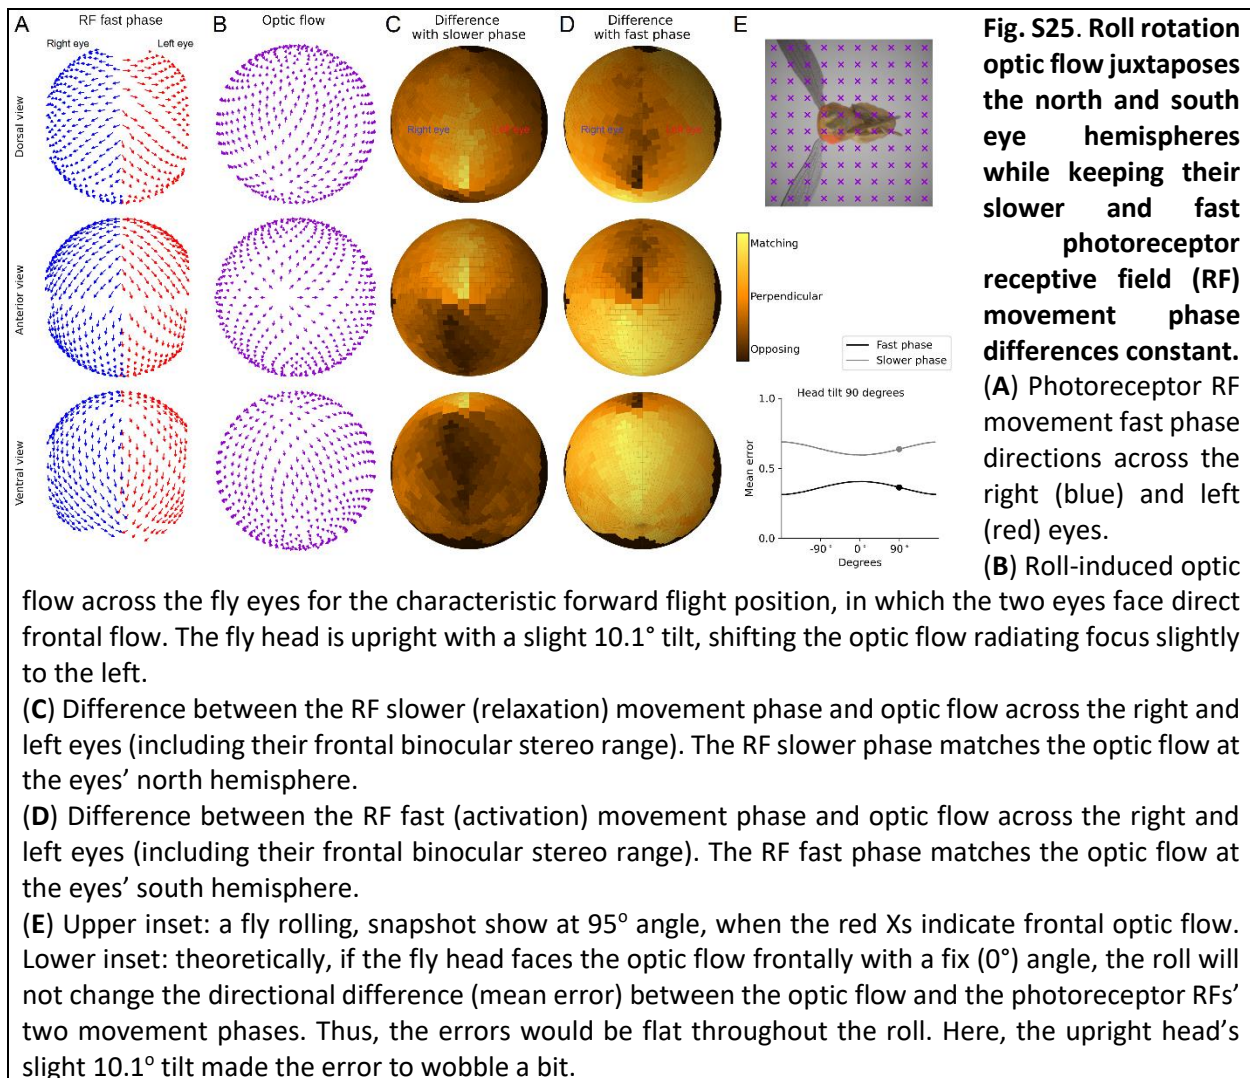 A
RF fast phase
B
Optic flow
C
Difference
with slower phase
D
Difference
with fast phase
E
Right eye
Left eye
Dorsal view
Right eye
Left eye
Right eye
Left eye
Anterior view
Matching
Perpendicular
Opposing
Fast phase
Slower phase
Ventral view
Head tilt 90 degrees
Mean error
1.0
0.5
0.0
-90°
0°
90°
Degrees
Fig. S25. Roll rotation
optic flow juxtaposes
the north and south
eye hemispheres
while keeping their
slower and fast
photoreceptor
receptive field (RF)
movement phase
differences constant.
(A) Photoreceptor RF
movement fast phase
directions across the
right (blue) and left
(red) eyes.
(B) Roll-induced optic
flow across the fly eyes for the characteristic forward flight position, in which the two eyes face direct
frontal flow. The fly head is upright with a slight 10.1° tilt, shifting the optic flow radiating focus slightly
to the left.
(C) Difference between the RF slower (relaxation) movement phase and optic flow across the right and
left eyes (including their frontal binocular stereo range). The RF slower phase matches the optic flow at
the eyes' north hemisphere.
(D) Difference between the RF fast (activation) movement phase and optic flow across the right and
left eyes (including their frontal binocular stereo range). The RF fast phase matches the optic flow at
the eyes' south hemisphere.
(E) Upper inset: a fly rolling, snapshot show at 95° angle, when the red Xs indicate frontal optic flow.
Lower inset: theoretically, if the fly head faces the optic flow frontally with a fix (0°) angle, the roll will
not change the directional difference (mean error) between the optic flow and the photoreceptor RFs'
two movement phases. Thus, the errors would be flat throughout the roll. Here, the upright head's
slight 10.1° tilt made the error to wobble a bit.